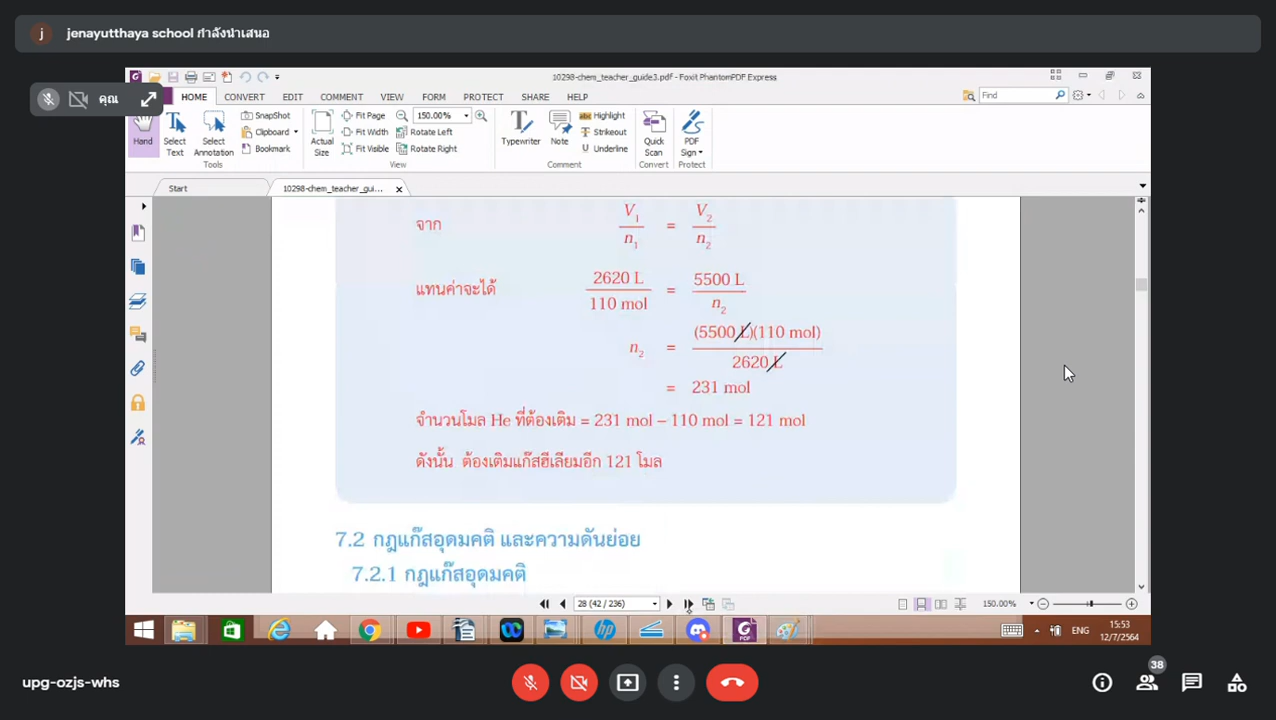 j jenayutthaya school กำลังนำเสนอ
10298-chem_teacher_guide3.pdf - Foxit PhantomPDF Express
คุณ
HOME CONVERT EDIT COMMENT VIEW FORM PROTECT SHARE HELP
Find
Hand
Select Text
Select Annotation
SnapShot
Clipboard
Bookmark
Tools
Actual Size
Fit Page
Fit Width
Fit Visible
150.00%
Rotate Left
Rotate Right
View
Typewriter
Note
Highlight
Strikeout
Underline
Comment
Quick Scan
Convert
PDF Sign
Protect
Start 10298-chem_teacher_gui...
จาก V₁/n₁ = V₂/n₂
แทนค่าจะได้ 2620 L/110 mol = 5500 L/n₂
n₂ = (5500 L)(110 mol)/2620 L
= 231 mol
จำนวนโมล He ที่ต้องเติม = 231 mol – 110 mol = 121 mol
ดังนั้น ต้องเติมแก๊สฮีเลียมอีก 121 โมล
7.2 กฎแก๊สอุดมคติ และความดันย่อย
7.2.1 กฎแก๊สอุดมคติ
28 (42 / 236)
150.00%
ENG
15:53
12/7/2564
upg-ozjs-whs
38